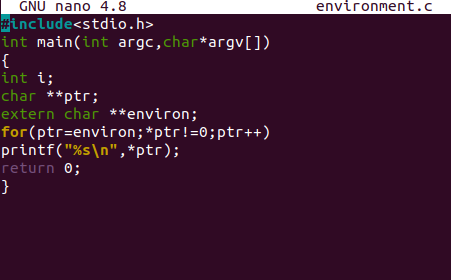 GNU nano 4.8 environment.c
#include<stdio.h>
int main(int argc,char*argv[])
{
int i;
char **ptr;
extern char **environ;
for(ptr=environ;*ptr!=0;ptr++)
printf("%s\n",*ptr);
return 0;
}